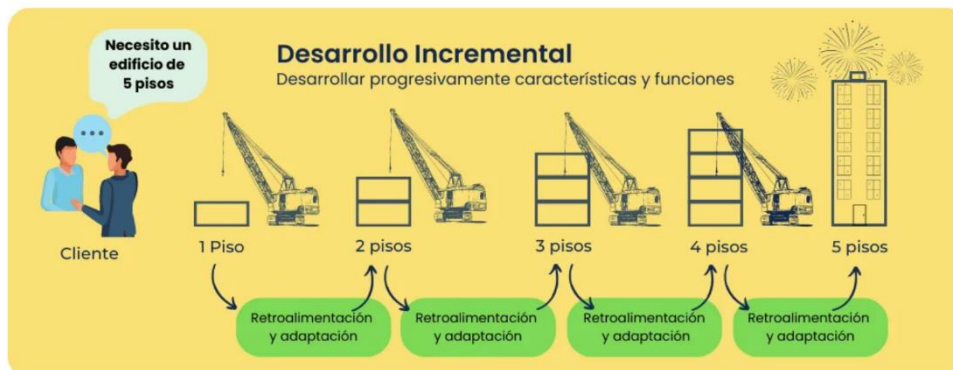 Necesito un
edificio de
5 pisos
Desarrollo Incremental
Desarrollar progresivamente características y funciones
Cliente
1 Piso
2 pisos
3 pisos
4 pisos
5 pisos
Retroalimentación
y adaptación
Retroalimentación
y adaptación
Retroalimentación
y adaptación
Retroalimentación
y adaptación